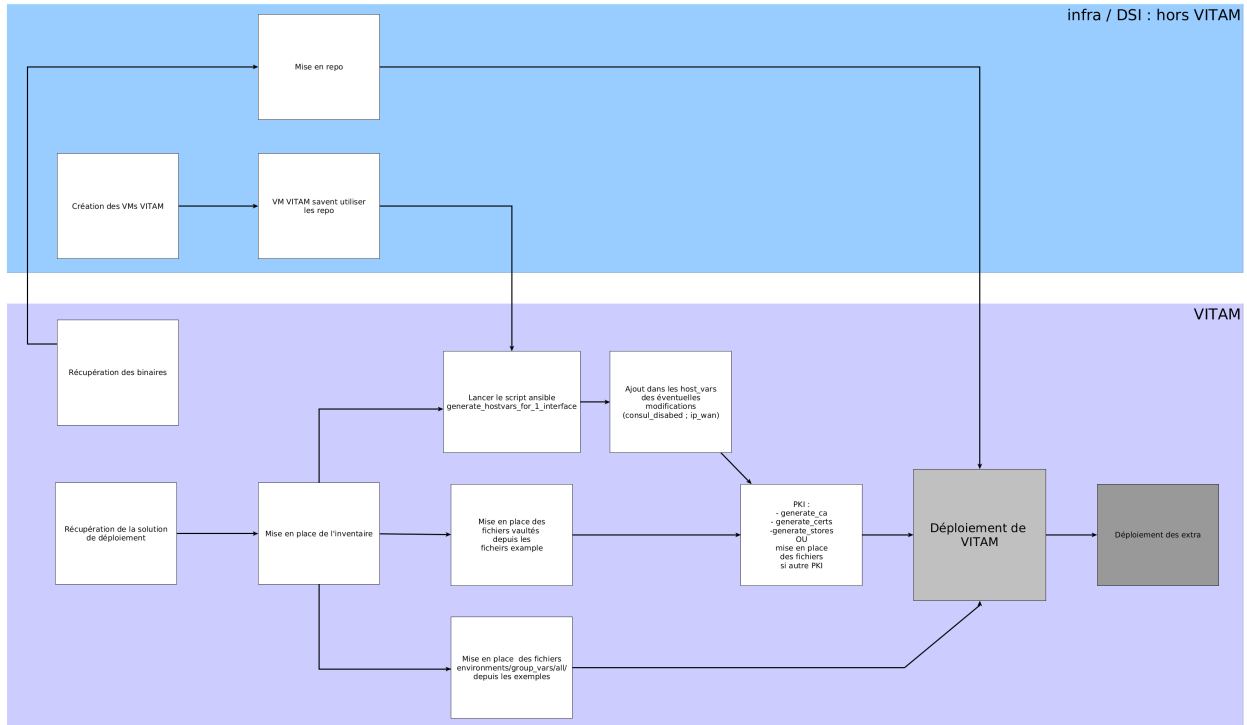 infra / DSI : hors VITAM
Mise en repo
Création des VMs VITAM
VM VITAM savent utiliser
les repo
VITAM
Récupération des binaires
Lancer le script ansible
generate_hostvars_for_1_interface
Ajout dans les host_vars
des éventuelles
modifications
(consul_disabed ; ip_wan)
Récupération de la solution
de déploiement
Mise en place de l'inventaire
Mise en place des
fichiers vaultés
depuis les
ficheirs example
PKI :
- generate_ca
- generate_certs
-generate_stores
OU
mise en place
des fichiers
si autre PKI
Déploiement de
VITAM
Déploiement des extra
Mise en place  des fichiers
environments/group_vars/all/
depuis les exemples